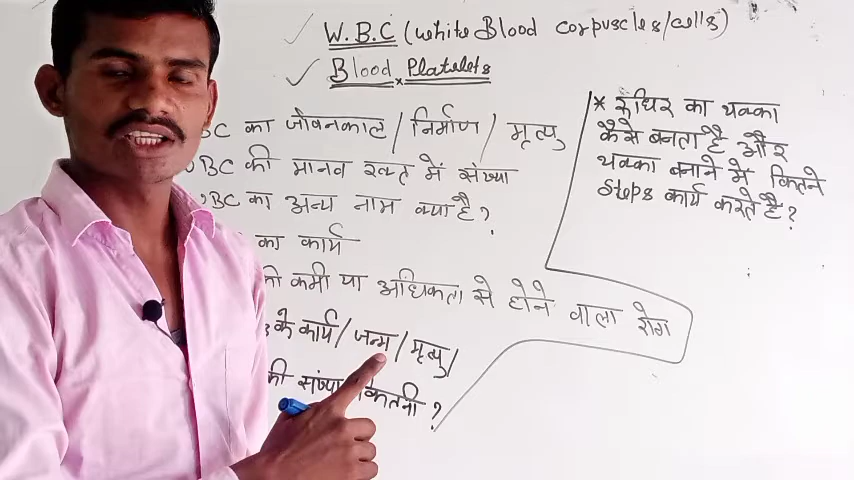 W.B.C (white Blood corpuscles/cells)
Blood Platelets
BC का जीवनकाल / निर्माण / मृत्यु
BC की मानव रक्त में संख्या
BC का अन्य नाम क्या है?
का कार्य
की कमी या अधिकता से होने वाला रोग
के कार्य / जन्म / मृत्यु /
की संख्या कितनी ?
* रुधिर का थक्का
कैसे बनता है और
थक्का बनाने मे कितने
Steps कार्य करते है?